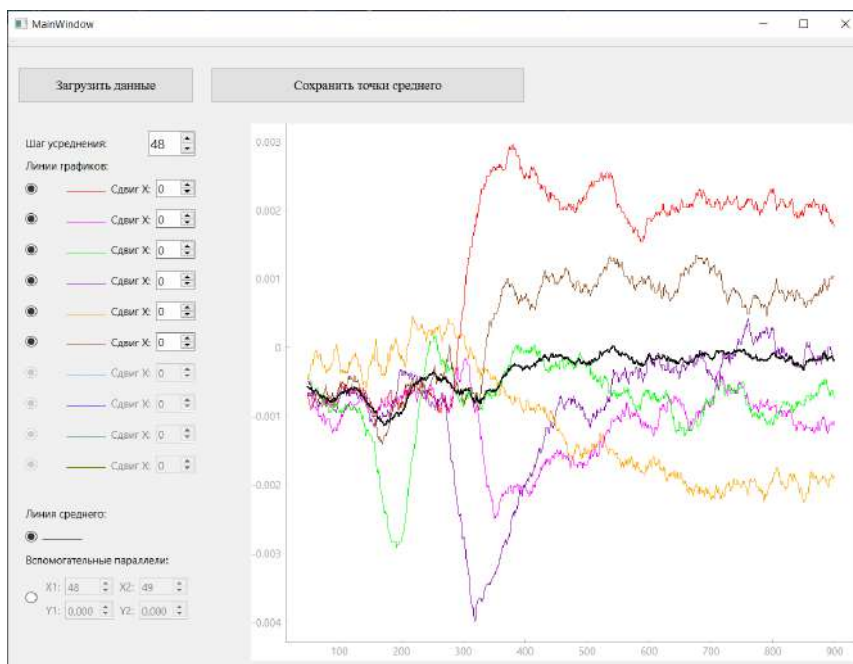 MainWindow
Загрузить данные Сохранить точки среднего
Шаг усреднения: 48
Линии графиков:
Сдвиг X: 0
Сдвиг X: 0
Сдвиг X: 0
Сдвиг X: 0
Сдвиг X: 0
Сдвиг X: 0
Сдвиг X: 0
Сдвиг X: 0
Сдвиг X: 0
Сдвиг X: 0
Линия среднего:
Вспомогательные параллели:
X1: 48 X2: 49
Y1: 0,000 Y2: 0,000
0.003
0.002
0.001
0
-0.001
-0.002
-0.003
-0.004
100 200 300 400 500 600 700 800 900